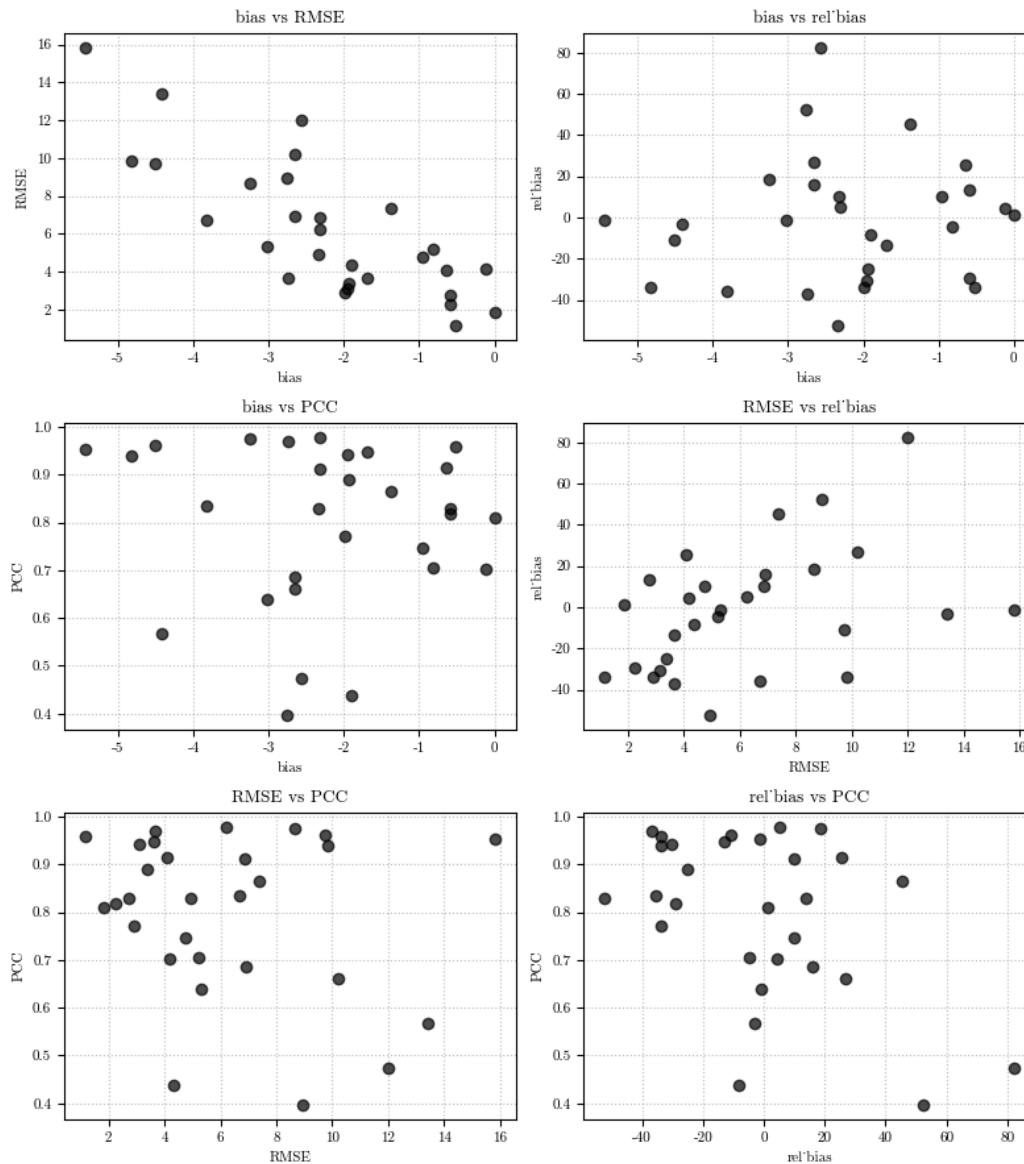 bias vs RMSE
16
14
12
10
8
6
4
2
RMSE
-5 -4 -3 -2 -1 0
bias
bias vs rel˙bias
80
60
40
20
0
-20
-40
rel˙bias
-5 -4 -3 -2 -1 0
bias
bias vs PCC
1.0
0.9
0.8
0.7
0.6
0.5
0.4
PCC
-5 -4 -3 -2 -1 0
bias
RMSE vs rel˙bias
80
60
40
20
0
-20
-40
rel˙bias
2 4 6 8 10 12 14 16
RMSE
RMSE vs PCC
1.0
0.9
0.8
0.7
0.6
0.5
0.4
PCC
2 4 6 8 10 12 14 16
RMSE
rel˙bias vs PCC
1.0
0.9
0.8
0.7
0.6
0.5
0.4
PCC
-40 -20 0 20 40 60 80
rel˙bias